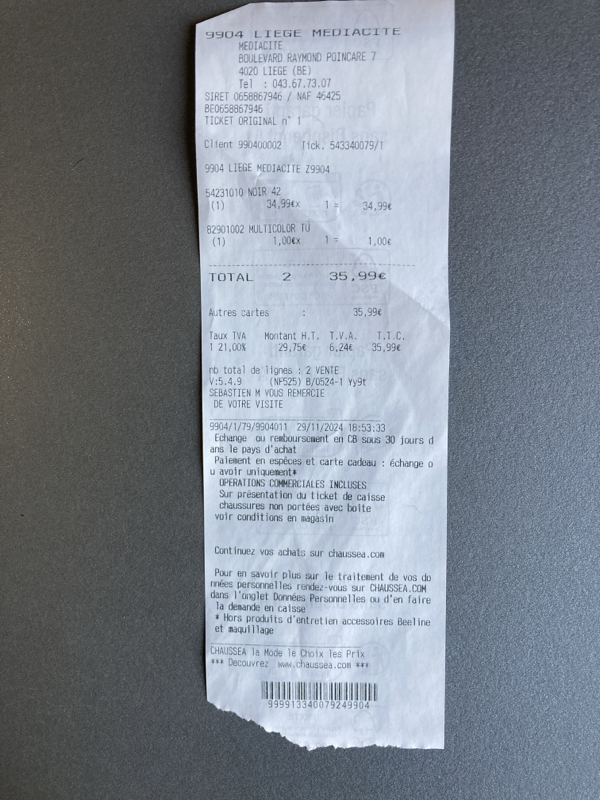 9904 LIEGE MEDIACITE
MEDIACITE
BOULEVARD RAYMOND POINCARE 7
4020 LIEGE (BE)
Tel : 043.67.73.07
SIRET 0658867946 / NAF 46425
BE0658867946
TICKET ORIGINAL n° 1
Client 990400002 Tick. 543340079/1
9904 LIEGE MEDIACITE Z9904
54231010 NOIR 42
(1) 34,99€x 1 = 34,99€
82901002 MULTICOLOR TU
(1) 1,00€x 1 = 1,00€
TOTAL 2 35,99€
Autres cartes : 35,99€
Taux TVA Montant H.T. T.V.A. T.T.C.
1 21,00% 29,75€ 6,24€ 35,99€
nb total de lignes : 2 VENTE
V:5.4.9 (NF525) B/0524-1 Yy9t
SEBASTIEN M VOUS REMERCIE
DE VOTRE VISITE
9904/1/79/9904011 29/11/2024 18:53:33
Echange ou remboursement en CB sous 30 jours d
ans le pays d'achat
Paiement en espèces et carte cadeau : échange o
u avoir uniquement*
OPERATIONS COMMERCIALES INCLUSES
Sur présentation du ticket de caisse
chaussures non portées avec boite
voir conditions en magasin
Continuez vos achats sur chaussea.com
Pour en savoir plus sur le traitement de vos do
nnées personnelles rendez-vous sur CHAUSSEA.COM
dans l'onglet Données Personnelles ou d'en faire
la demande en caisse
* Hors produits d'entretien accessoires Beeline
et maquillage
CHAUSSEA la Mode le Choix les Prix
*** Decouvrez www.chaussea.com ***
999913340079249904